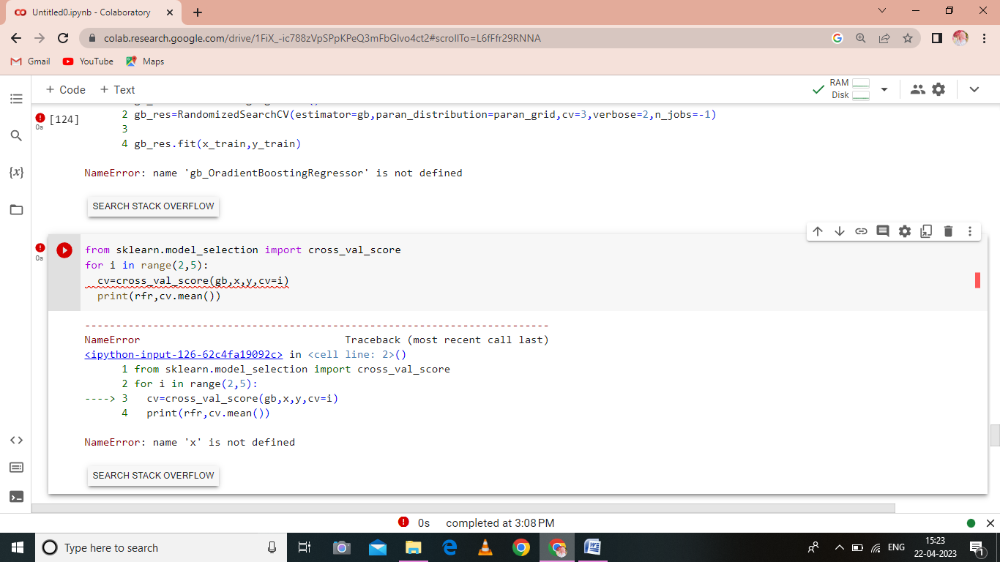 Untitled0.ipynb - Colaboratory
colab.research.google.com/drive/1FiX_-ic788zVpSPpKPeQ3mFbGlvo4ct2#scrollTo=L6fFfr29RNNA
Gmail YouTube Maps
+ Code + Text
RAM
Disk
[124]
0s
2 gb_res=RandomizedSearchCV(estimator=gb,paran_distribution=paran_grid,cv=3,verbose=2,n_jobs=-1)
3
4 gb_res.fit(x_train,y_train)
NameError: name 'gb_OradientBoostingRegressor' is not defined
SEARCH STACK OVERFLOW
0s
from sklearn.model_selection import cross_val_score
for i in range(2,5):
cv=cross_val_score(gb,x,y,cv=i)
print(rfr,cv.mean())
---------------------------------------------------------------------------
NameError Traceback (most recent call last)
<ipython-input-126-62c4fa19092c> in <cell line: 2>()
1 from sklearn.model_selection import cross_val_score
2 for i in range(2,5):
----> 3 cv=cross_val_score(gb,x,y,cv=i)
4 print(rfr,cv.mean())
NameError: name 'x' is not defined
SEARCH STACK OVERFLOW
0s completed at 3:08 PM
Type here to search
ENG
15:23
22-04-2023
1